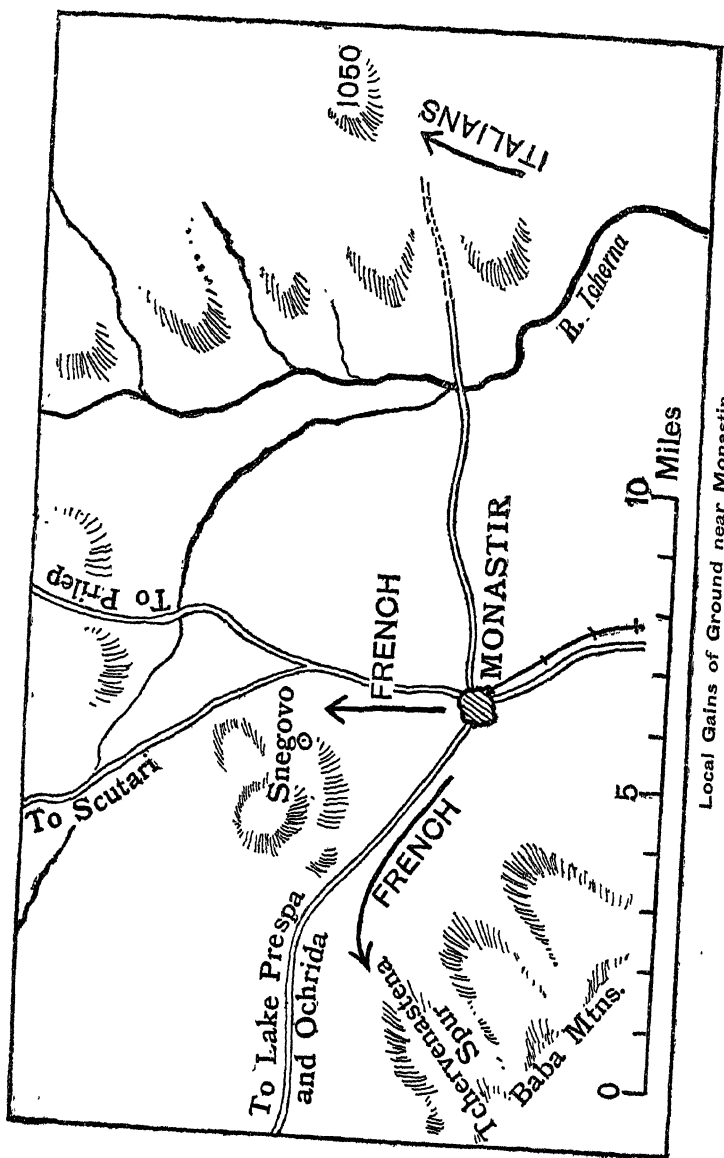 1050
ITALIANS
R. Tcherna
To Prilep
To Scutari
FRENCH
Snegovo
MONASTIR
FRENCH
To Lake Prespa
and Ochrida
Tchervenastena
Spur
Baba Mtns.
0 5 10 Miles
Local Gains of Ground near Monastir